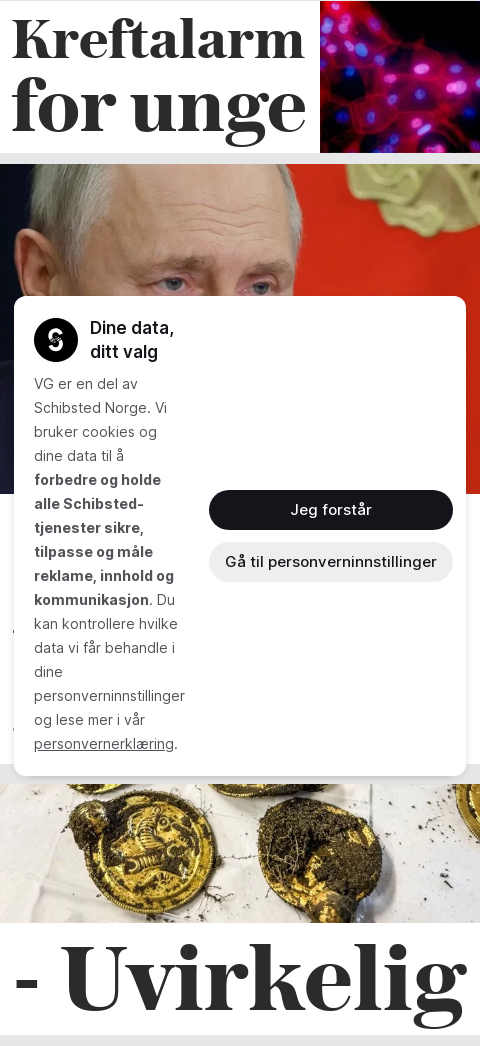 Kreftalarm
for unge
Dine data,
ditt valg
VG er en del av
Schibsted Norge. Vi
bruker cookies og
dine data til å
forbedre og holde
alle Schibsted-
tjenester sikre,
tilpasse og måle
reklame, innhold og
kommunikasjon. Du
kan kontrollere hvilke
data vi får behandle i
dine
personverninnstillinger
og lese mer i vår
personvernerklæring.
Jeg forstår
Gå til personverninnstillinger
- Uvirkelig